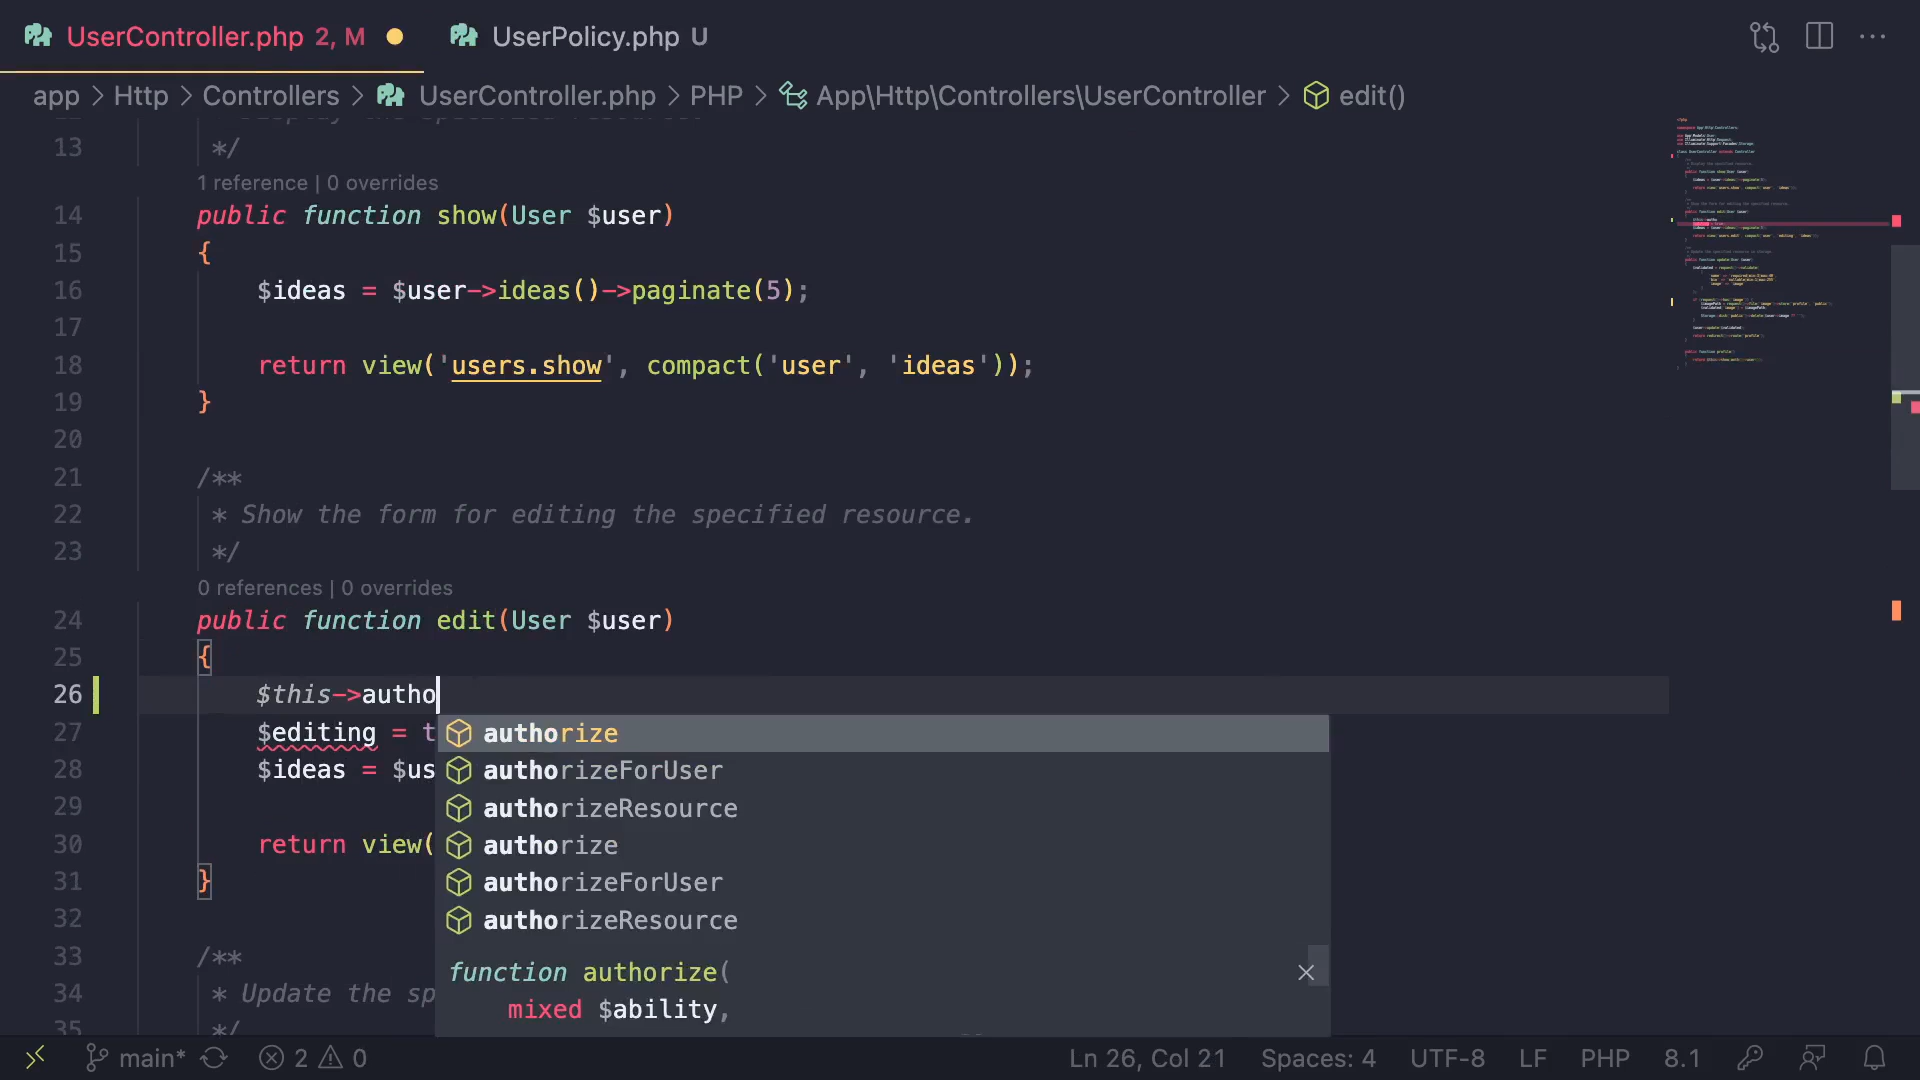 UserController.php 2, M
UserPolicy.php U
app > Http > Controllers > UserController.php > PHP > App\Http\Controllers\UserController > edit()
13 */
1 reference | 0 overrides
14 public function show(User $user)
15 {
16 $ideas = $user->ideas()->paginate(5);
17
18 return view('users.show', compact('user', 'ideas'));
19 }
20
21 /**
22 * Show the form for editing the specified resource.
23 */
0 references | 0 overrides
24 public function edit(User $user)
25 {
26 $this->autho
27 $editing = t
28 $ideas = $us
29
30 return view(
31 }
32
33 /**
34 * Update the sp
35 */
authorize
authorizeForUser
authorizeResource
authorize
authorizeForUser
authorizeResource
function authorize(
mixed $ability,
main* 2 0 Ln 26, Col 21 Spaces: 4 UTF-8 LF PHP 8.1